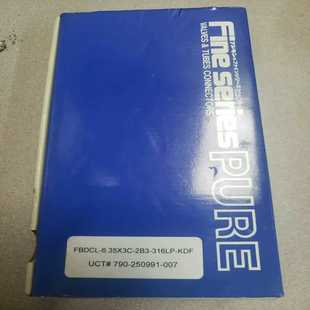 Fine series PURE
VALVES & TUBES CONNECTORS
FBDCL-6.35X3C-2B3-316LP-KDF
UCT# 790-250991-007